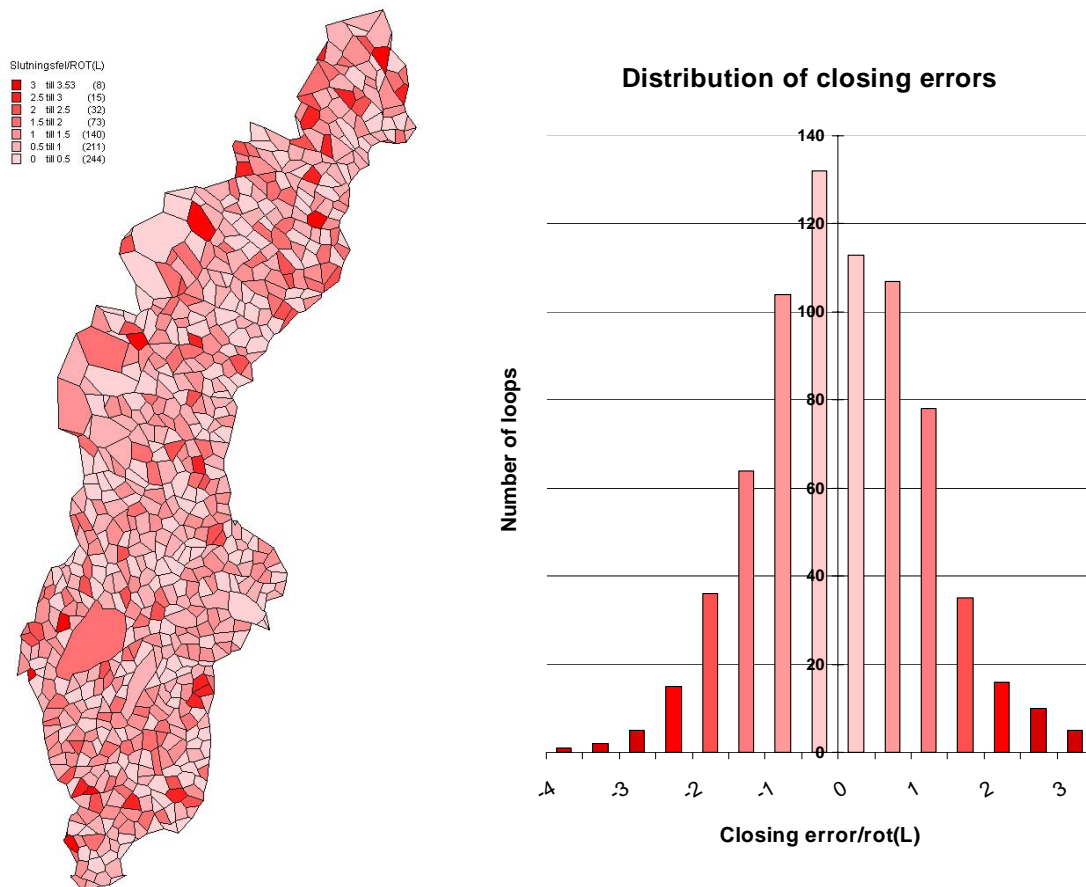 Slutningsfel/ROT(L)
3 till 3.53 (8)
2.5 till 3 (15)
2 till 2.5 (32)
1.5 till 2 (73)
1 till 1.5 (140)
0.5 till 1 (211)
0 till 0.5 (244)
Distribution of closing errors
140
120
100
80
60
40
20
0
Number of loops
-4 -3 -2 -1 0 1 2 3
Closing error/rot(L)